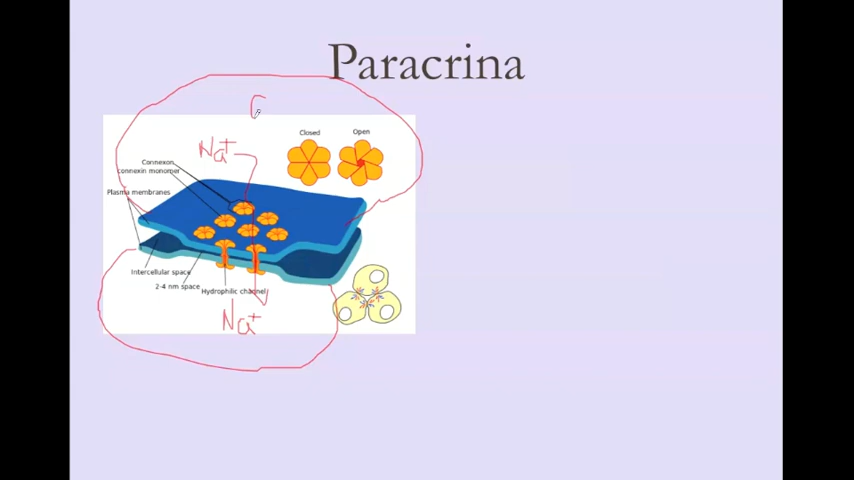 Paracrina
Closed
Open
Na+
Connexon
connexin monomer
Plasma membranes
Intercellular space
2-4 nm space
Hydrophilic channel
Na+